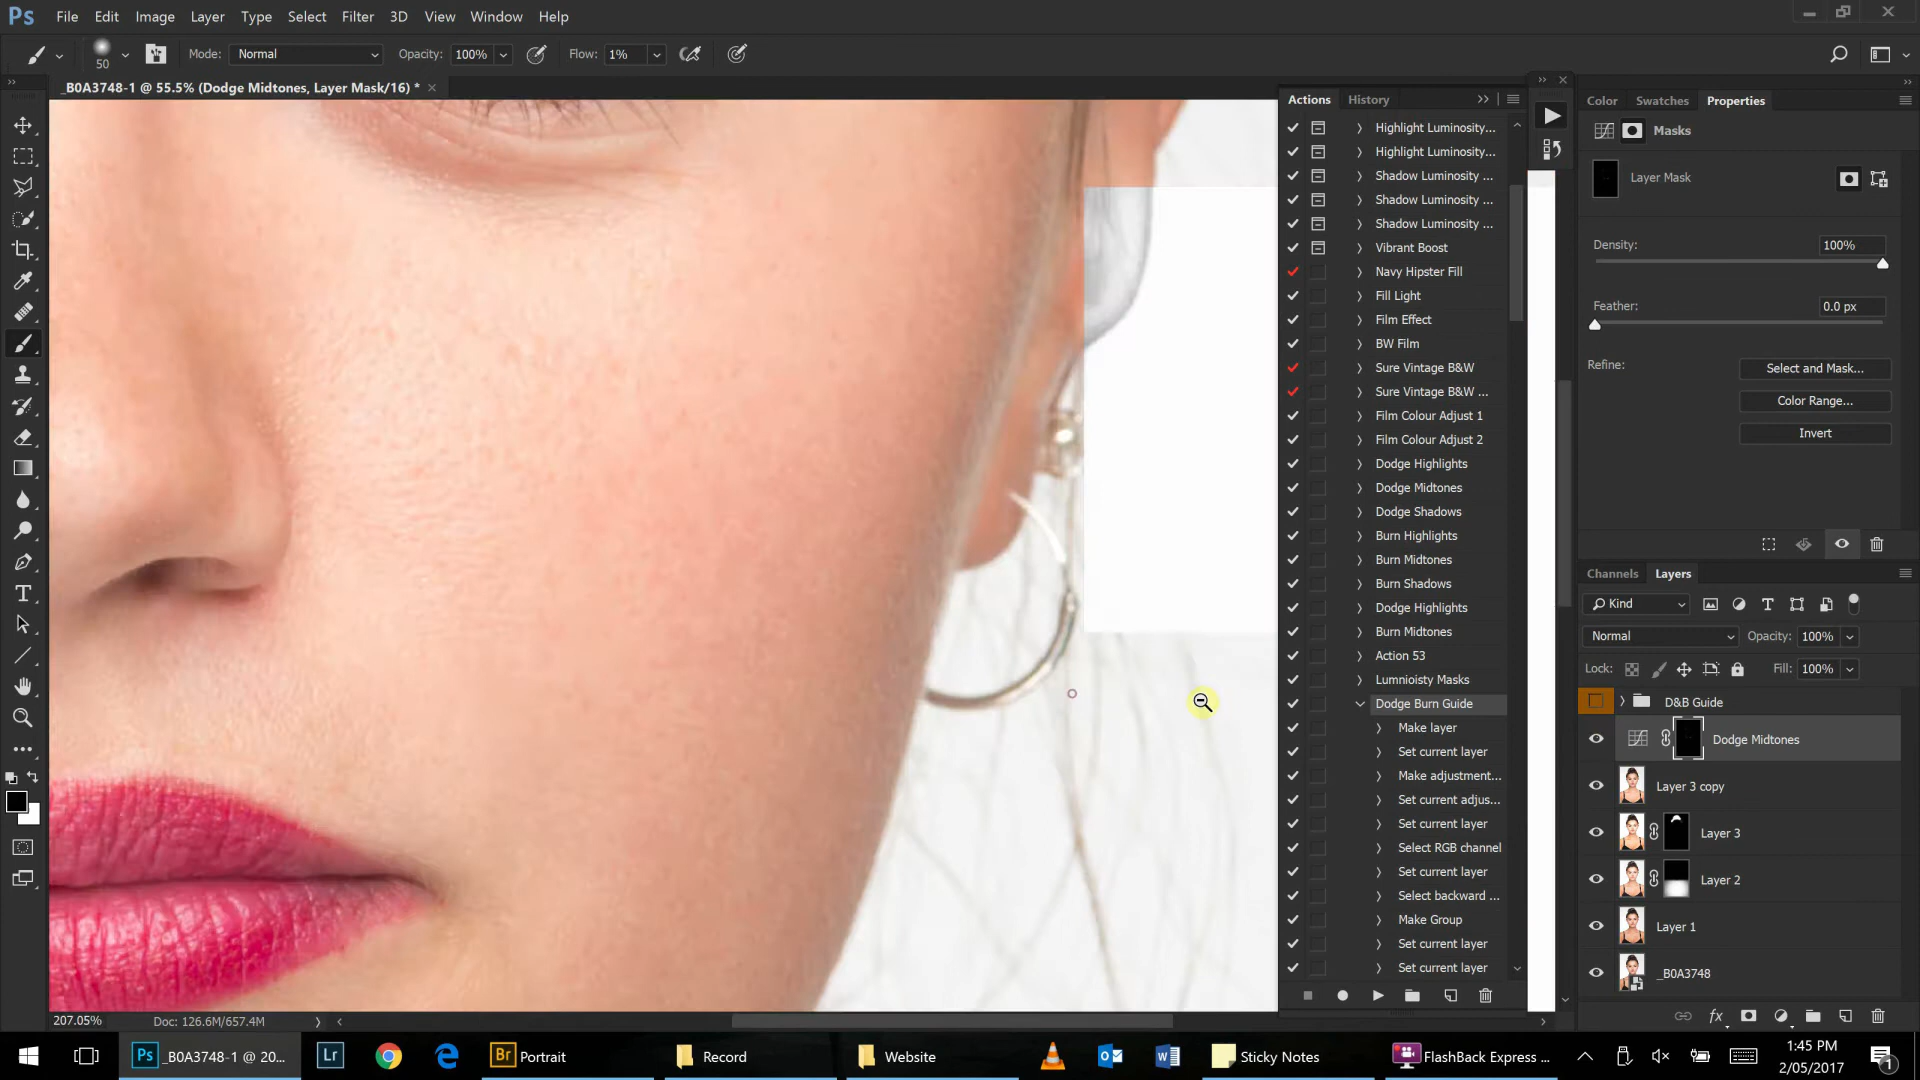 Ps File Edit Image Layer Type Select Filter 3D View Window Help
50 Mode: Normal Opacity: 100% Flow: 1%
_B0A3748-1 @ 55.5% (Dodge Midtones, Layer Mask/16) *
Actions History
Highlight Luminosity...
Highlight Luminosity...
Shadow Luminosity ...
Shadow Luminosity ...
Shadow Luminosity ...
Vibrant Boost
Navy Hipster Fill
Fill Light
Film Effect
BW Film
Sure Vintage B&W
Sure Vintage B&W ...
Film Colour Adjust 1
Film Colour Adjust 2
Dodge Highlights
Dodge Midtones
Dodge Shadows
Burn Highlights
Burn Midtones
Burn Shadows
Dodge Highlights
Burn Midtones
Action 53
Lumnioisty Masks
Dodge Burn Guide
Make layer
Set current layer
Make adjustment...
Set current adjus...
Set current layer
Select RGB channel
Set current layer
Select backward ...
Make Group
Set current layer
Set current layer
Color Swatches Properties
Masks
Layer Mask
Density: 100%
Feather: 0.0 px
Refine: Select and Mask...
Color Range...
Invert
Channels Layers
Kind
Normal Opacity: 100%
Lock: Fill: 100%
D&B Guide
Dodge Midtones
Layer 3 copy
Layer 3
Layer 2
Layer 1
_B0A3748
fx
207.05% Doc: 126.6M/657.4M
Ps _B0A3748-1 @ 20... Lr Br Portrait Record Website Sticky Notes FlashBack Express ...
1:45 PM
2/05/2017
1